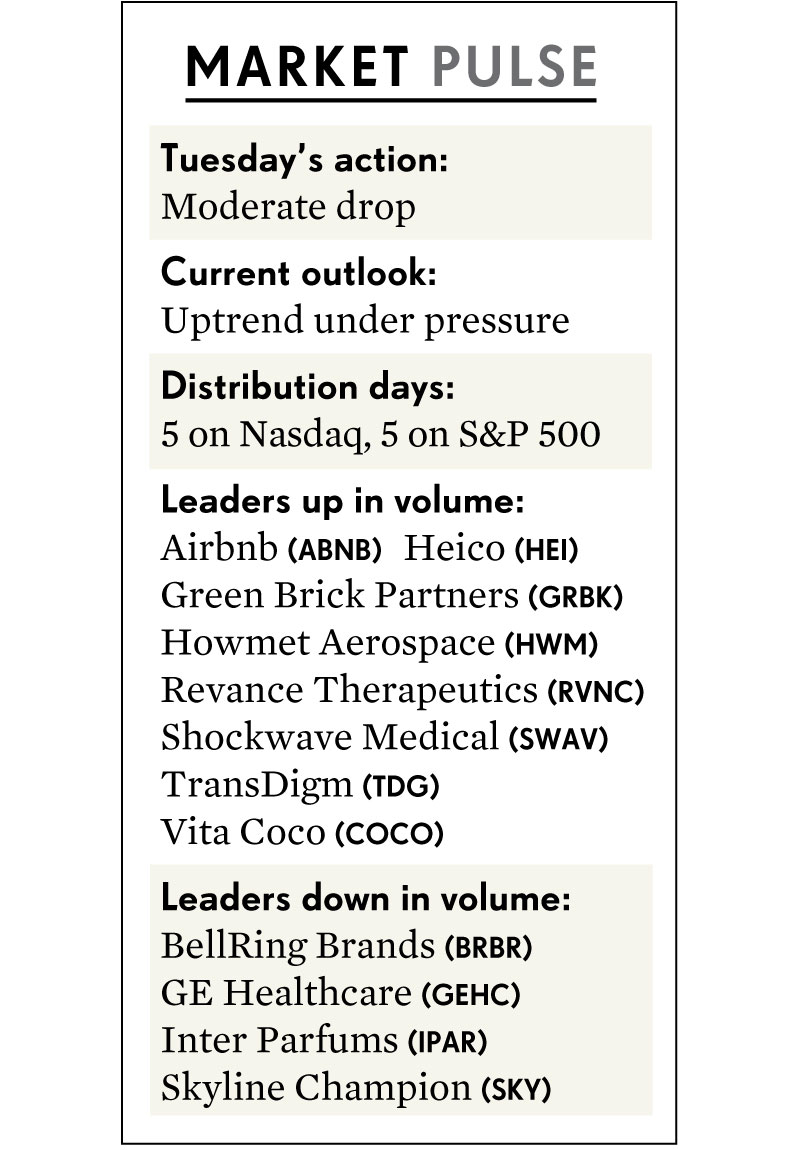 MARKET PULSE
Tuesday’s action:
Moderate drop
Current outlook:
Uptrend under pressure
Distribution days:
5 on Nasdaq, 5 on S&P 500
Leaders up in volume:
Airbnb (ABNB) Heico (HEI)
Green Brick Partners (GRBK)
Howmet Aerospace (HWM)
Revance Therapeutics (RVNC)
Shockwave Medical (SWAV)
TransDigm (TDG)
Vita Coco (COCO)
Leaders down in volume:
BellRing Brands (BRBR)
GE Healthcare (GEHC)
Inter Parfums (IPAR)
Skyline Champion (SKY)